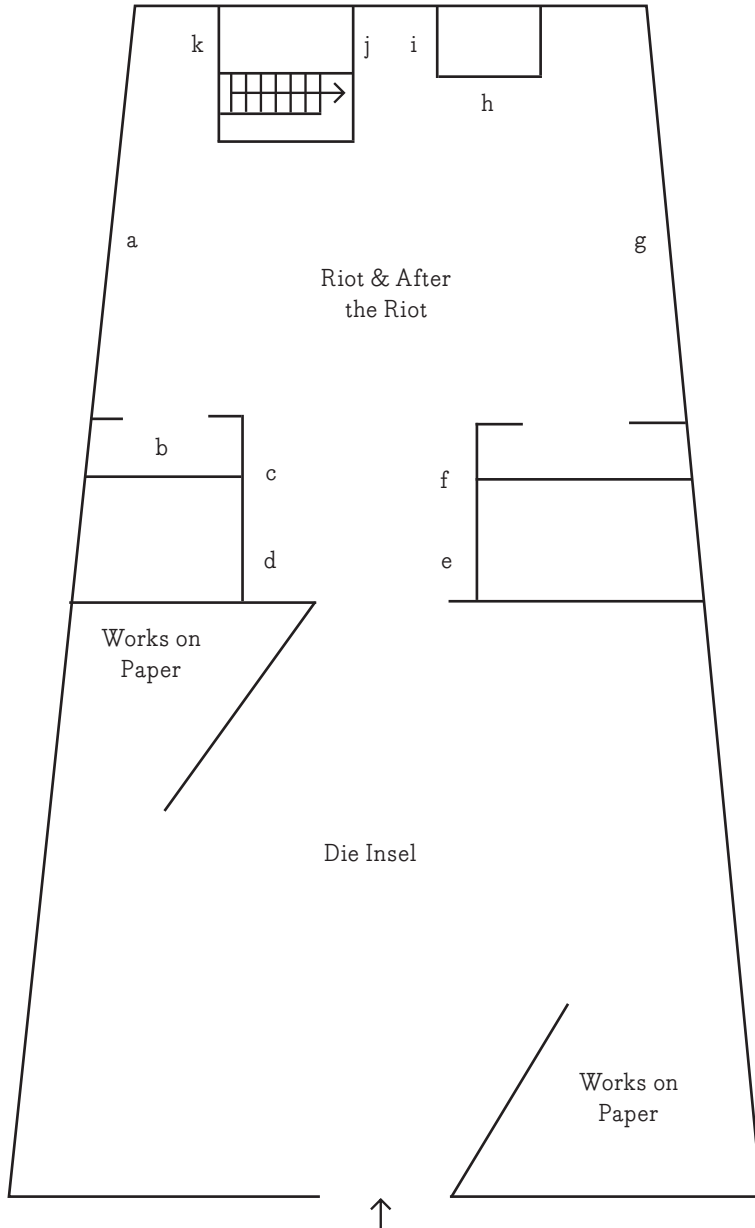 k
j
i
h
a
g
Riot & After
the Riot
b
c
f
d
e
Works on
Paper
Die Insel
Works on
Paper